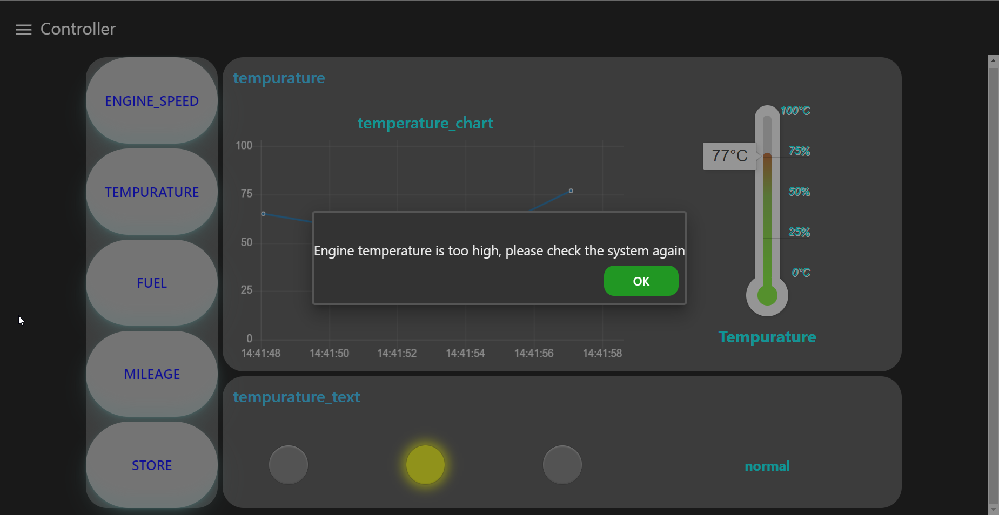 Controller
ENGINE_SPEED
TEMPURATURE
FUEL
MILEAGE
STORE
tempurature
temperature_chart
100
75
50
25
0
14:41:48 14:41:50 14:41:52 14:41:54 14:41:56 14:41:58
Engine temperature is too high, please check the system again
OK
100°C
77°C
75%
50%
25%
0°C
Tempurature
tempurature_text
normal